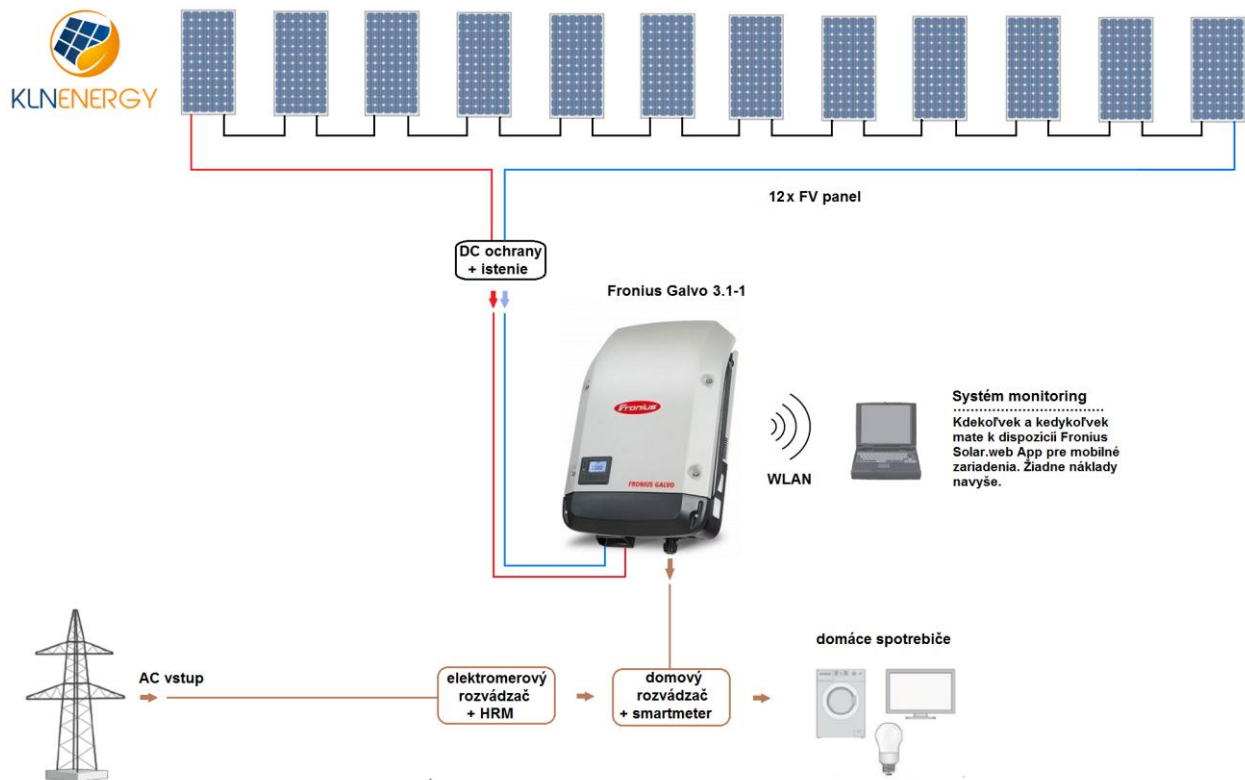 KLNENERGY
12x FV panel
DC ochrany
+ istenie
Fronius Galvo 3.1-1
Fronius
FRONIUS GALVO
WLAN
Systém monitoring
Kdekoľvek a kedykoľvek
mate k dispozícií Fronius
Solar.web App pre mobilné
zariadenia. Žiadne náklady
navyše.
AC vstup
elektromerový
rozvádzač
+ HRM
domový
rozvádzač
+ smartmeter
domáce spotrebiče